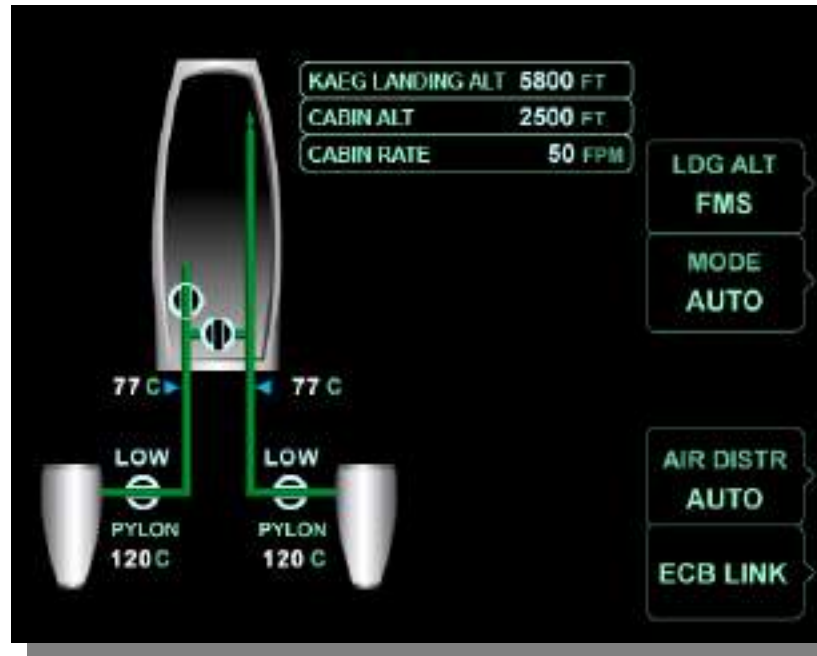 KAEG LANDING ALT 5800 FT
CABIN ALT 2500 FT
CABIN RATE 50 FPM
LDG ALT
FMS
MODE
AUTO
77 C 77 C
LOW LOW
PYLON PYLON
120 C 120 C
AIR DISTR
AUTO
ECB LINK